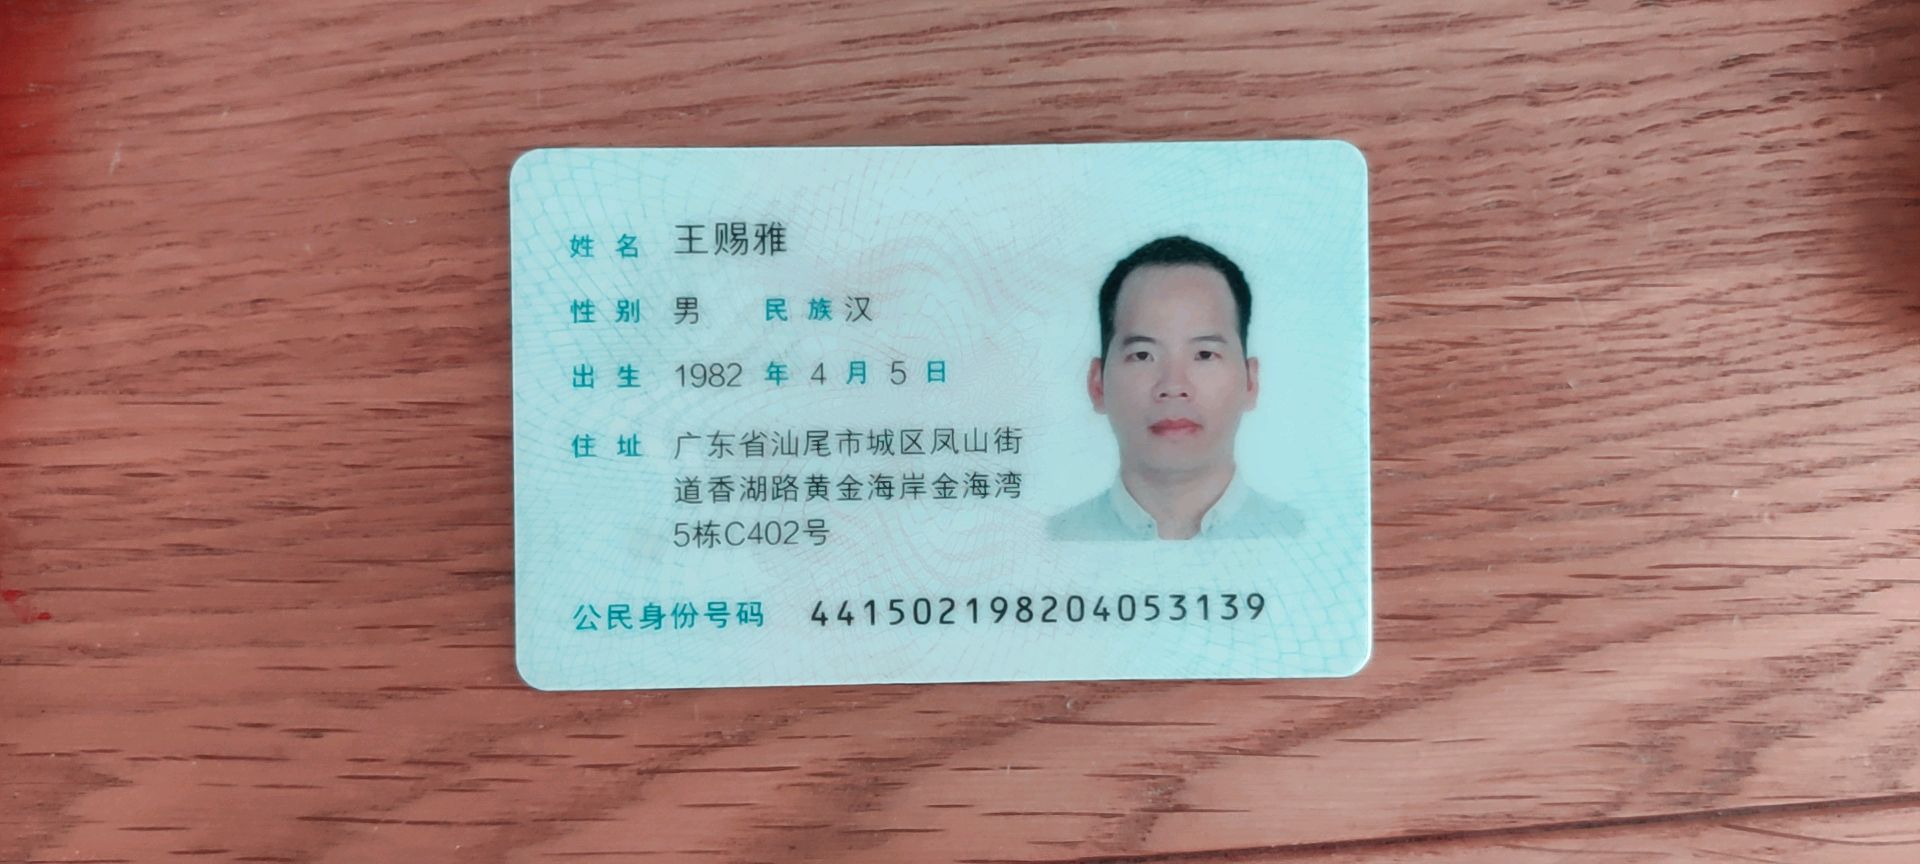 姓名 王赐雅
性别 男 民族 汉
出生 1982 年 4 月 5 日
住址 广东省汕尾市城区凤山街
道香湖路黄金海岸金海湾
5栋C402号
公民身份号码 441502198204053139